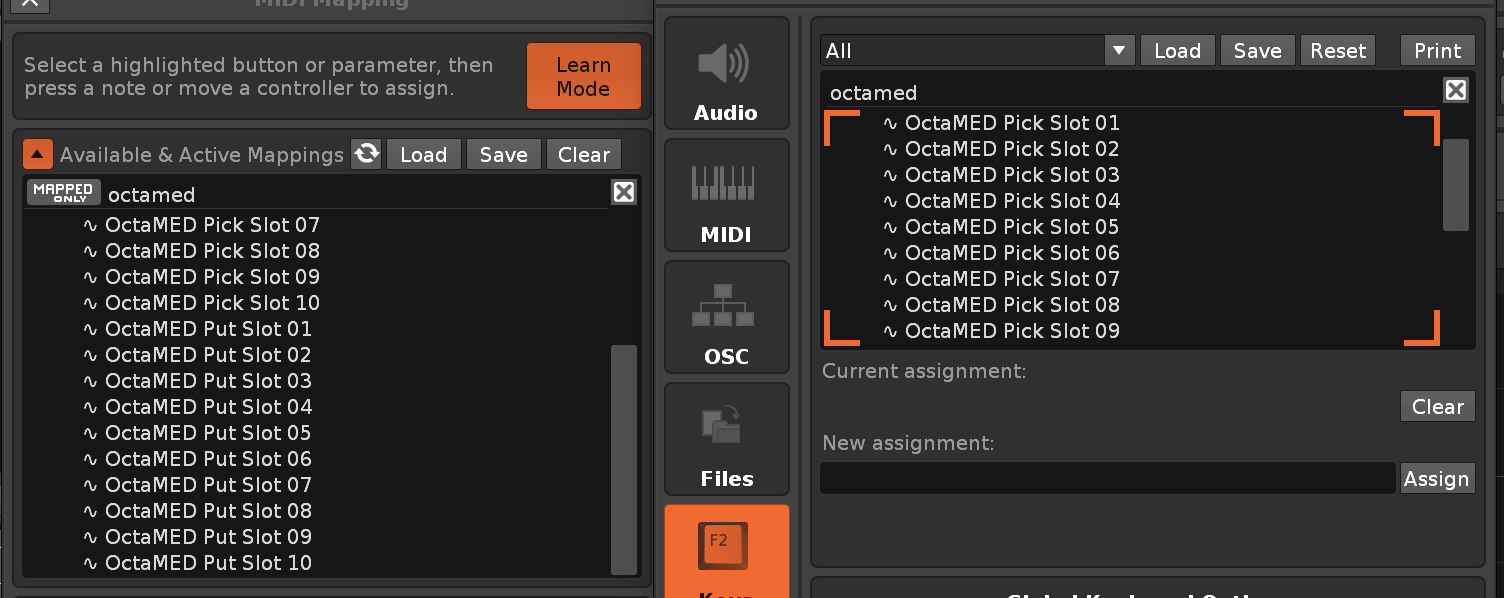 MIDI Mapping
Select a highlighted button or parameter, then
press a note or move a controller to assign.
Learn
Mode
Available & Active Mappings
Load
Save
Clear
MAPPED
ONLY
octamed
∿ OctaMED Pick Slot 07
∿ OctaMED Pick Slot 08
∿ OctaMED Pick Slot 09
∿ OctaMED Pick Slot 10
∿ OctaMED Put Slot 01
∿ OctaMED Put Slot 02
∿ OctaMED Put Slot 03
∿ OctaMED Put Slot 04
∿ OctaMED Put Slot 05
∿ OctaMED Put Slot 06
∿ OctaMED Put Slot 07
∿ OctaMED Put Slot 08
∿ OctaMED Put Slot 09
∿ OctaMED Put Slot 10
Audio
MIDI
OSC
Files
F2
Keys
All
Load
Save
Reset
Print
octamed
∿ OctaMED Pick Slot 01
∿ OctaMED Pick Slot 02
∿ OctaMED Pick Slot 03
∿ OctaMED Pick Slot 04
∿ OctaMED Pick Slot 05
∿ OctaMED Pick Slot 06
∿ OctaMED Pick Slot 07
∿ OctaMED Pick Slot 08
∿ OctaMED Pick Slot 09
Current assignment:
Clear
New assignment:
Assign
Global Keyboard